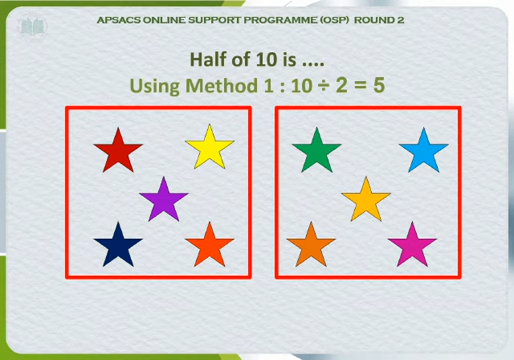 APSACS ONLINE SUPPORT PROGRAMME (OSP) ROUND 2
Half of 10 is ....
Using Method 1 : 10 ÷ 2 = 5